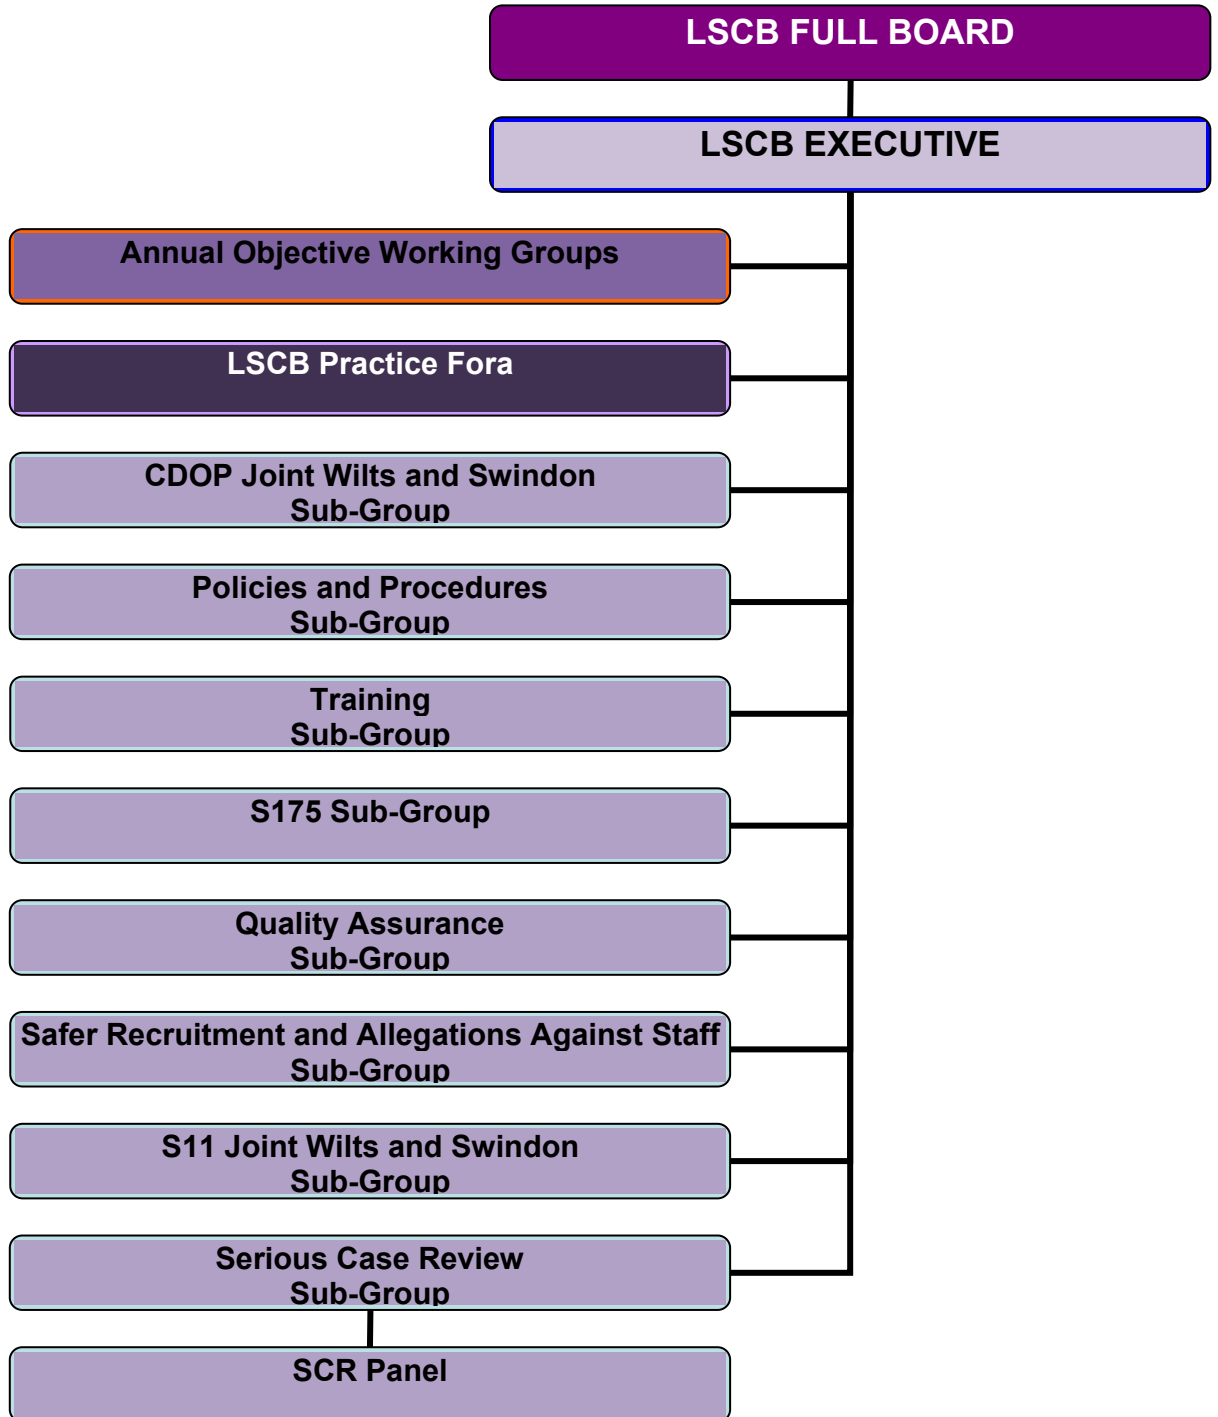 LSCB FULL BOARD
LSCB EXECUTIVE
Annual Objective Working Groups
LSCB Practice Fora
CDOP Joint Wilts and Swindon
Sub-Group
Policies and Procedures
Sub-Group
Training
Sub-Group
S175 Sub-Group
Quality Assurance
Sub-Group
Safer Recruitment and Allegations Against Staff
Sub-Group
S11 Joint Wilts and Swindon
Sub-Group
Serious Case Review
Sub-Group
SCR Panel